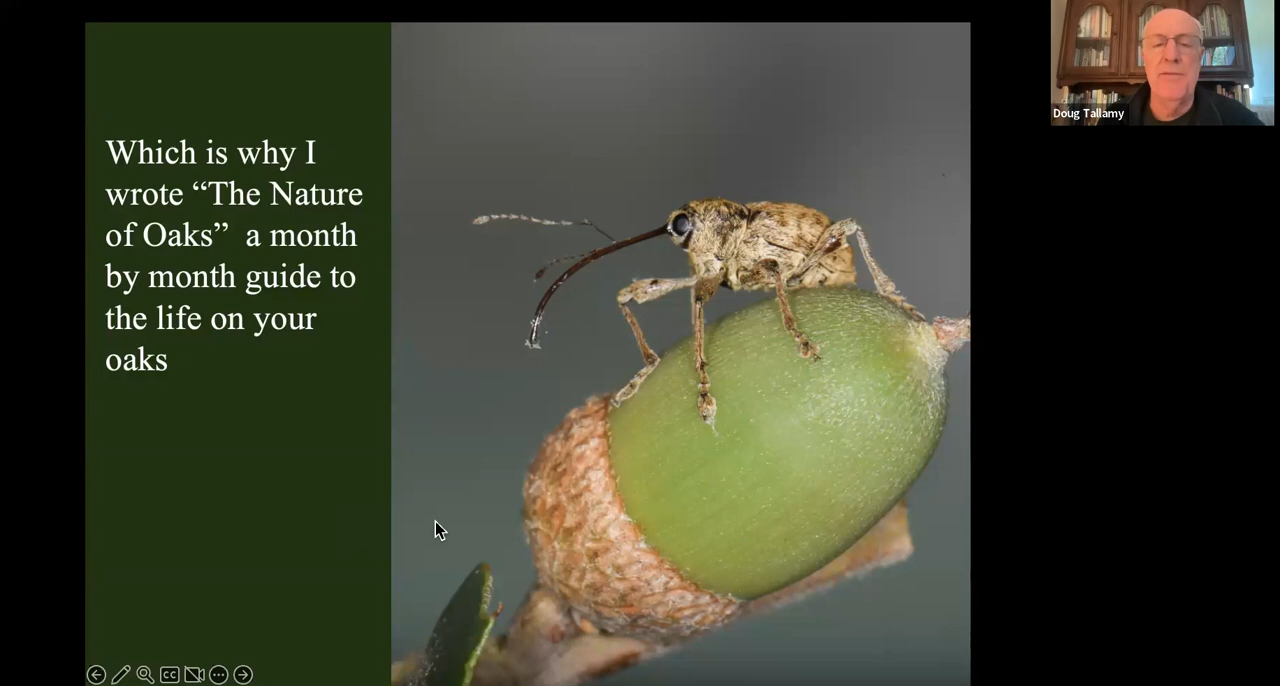 Which is why I
wrote “The Nature
of Oaks”  a month
by month guide to
the life on your
oaks
Doug Tallamy
CC